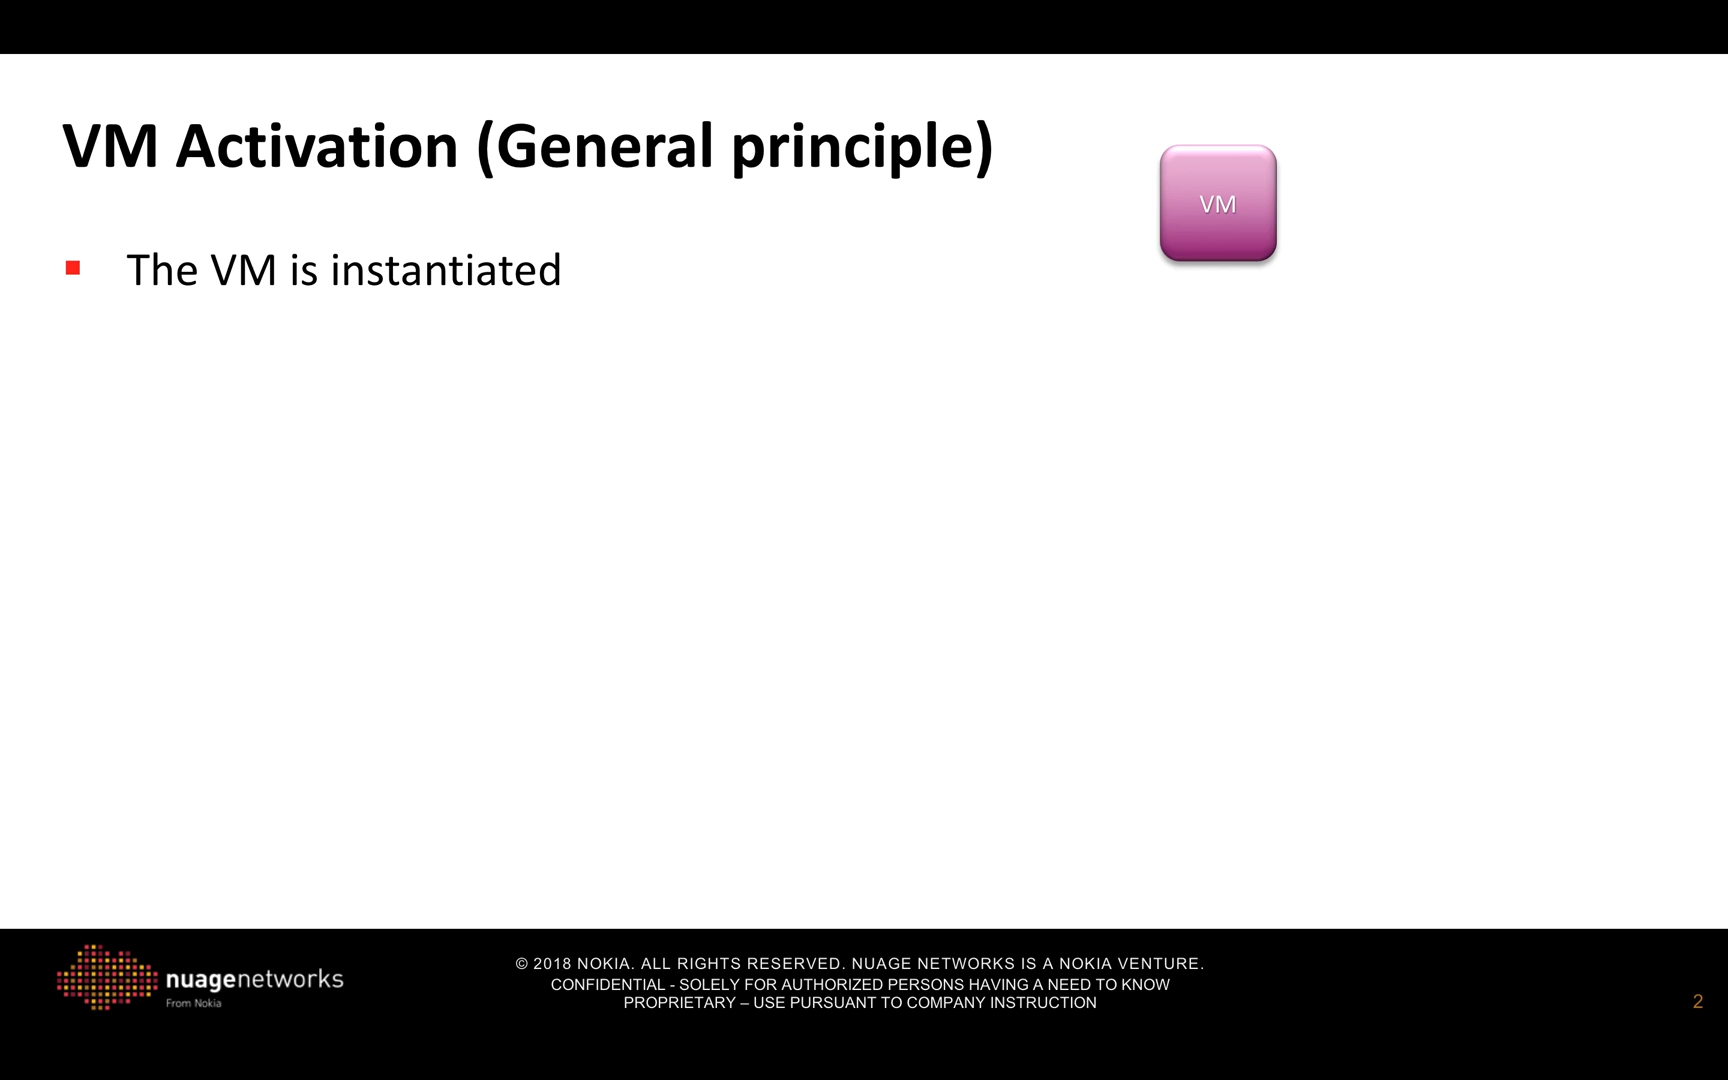 VM Activation (General principle)
VM
The VM is instantiated
nuagenetworks
From Nokia
© 2018 NOKIA. ALL RIGHTS RESERVED. NUAGE NETWORKS IS A NOKIA VENTURE.
CONFIDENTIAL - SOLELY FOR AUTHORIZED PERSONS HAVING A NEED TO KNOW
PROPRIETARY – USE PURSUANT TO COMPANY INSTRUCTION
2